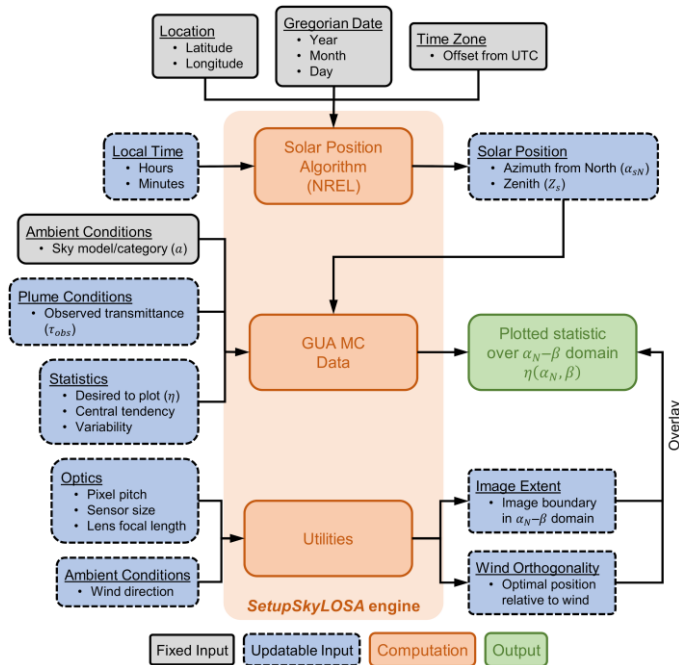 Location
• Latitude
• Longitude
Gregorian Date
• Year
• Month
• Day
Time Zone
• Offset from UTC
Local Time
• Hours
• Minutes
Solar Position
Algorithm
(NREL)
Solar Position
• Azimuth from North (α_{sN})
• Zenith (Z_s)
Ambient Conditions
• Sky model/category (a)
Plume Conditions
• Observed transmittance
(τ_{obs})
Statistics
• Desired to plot (η)
• Central tendency
• Variability
GUA MC
Data
Plotted statistic
over α_N–β domain
η(α_N, β)
Overlay
Optics
• Pixel pitch
• Sensor size
• Lens focal length
Ambient Conditions
• Wind direction
Utilities
Image Extent
• Image boundary
in α_N–β domain
Wind Orthogonality
• Optimal position
relative to wind
SetupSkyLOSA engine
Fixed Input
Updatable Input
Computation
Output